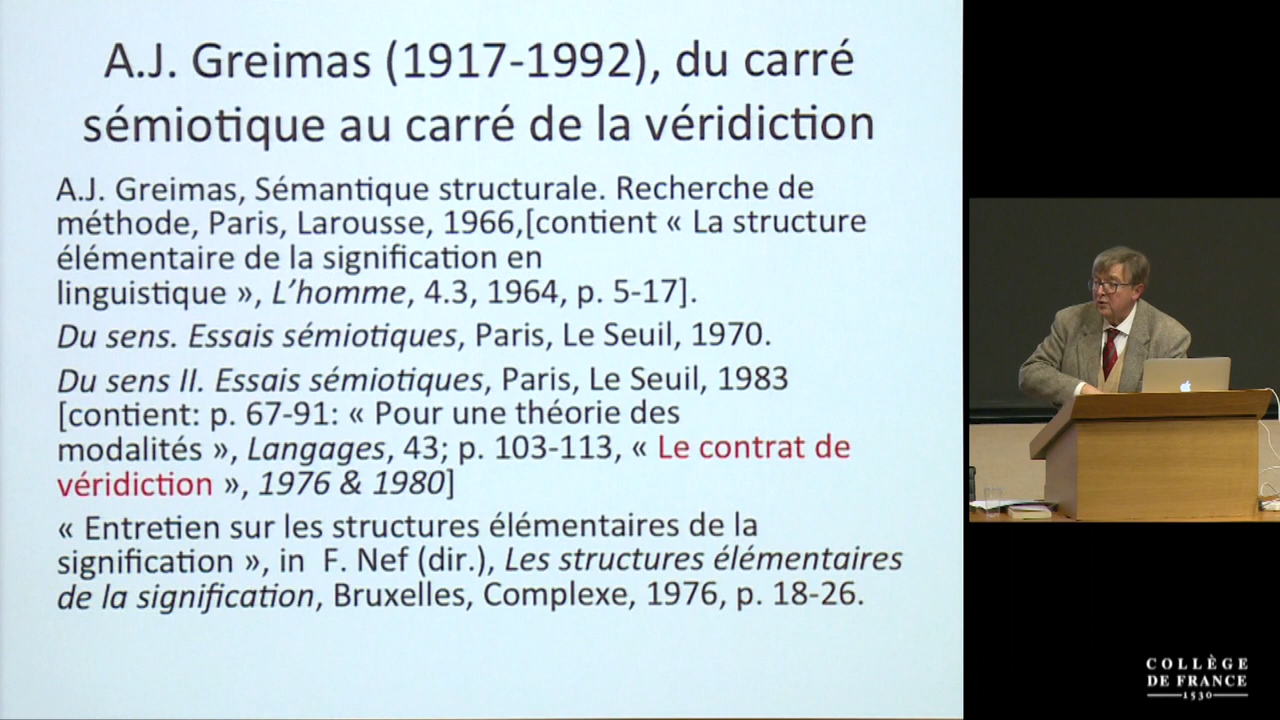 A.J. Greimas (1917-1992), du carré
sémiotique au carré de la véridiction
A.J. Greimas, Sémantique structurale. Recherche de
méthode, Paris, Larousse, 1966,[contient « La structure
élémentaire de la signification en
linguistique », L’homme, 4.3, 1964, p. 5-17].
Du sens. Essais sémiotiques, Paris, Le Seuil, 1970.
Du sens II. Essais sémiotiques, Paris, Le Seuil, 1983
[contient: p. 67-91: « Pour une théorie des
modalités », Langages, 43; p. 103-113, « Le contrat de
véridiction », 1976 & 1980]
« Entretien sur les structures élémentaires de la
signification », in F. Nef (dir.), Les structures élémentaires
de la signification, Bruxelles, Complexe, 1976, p. 18-26.
COLLÈGE
DE FRANCE
1530